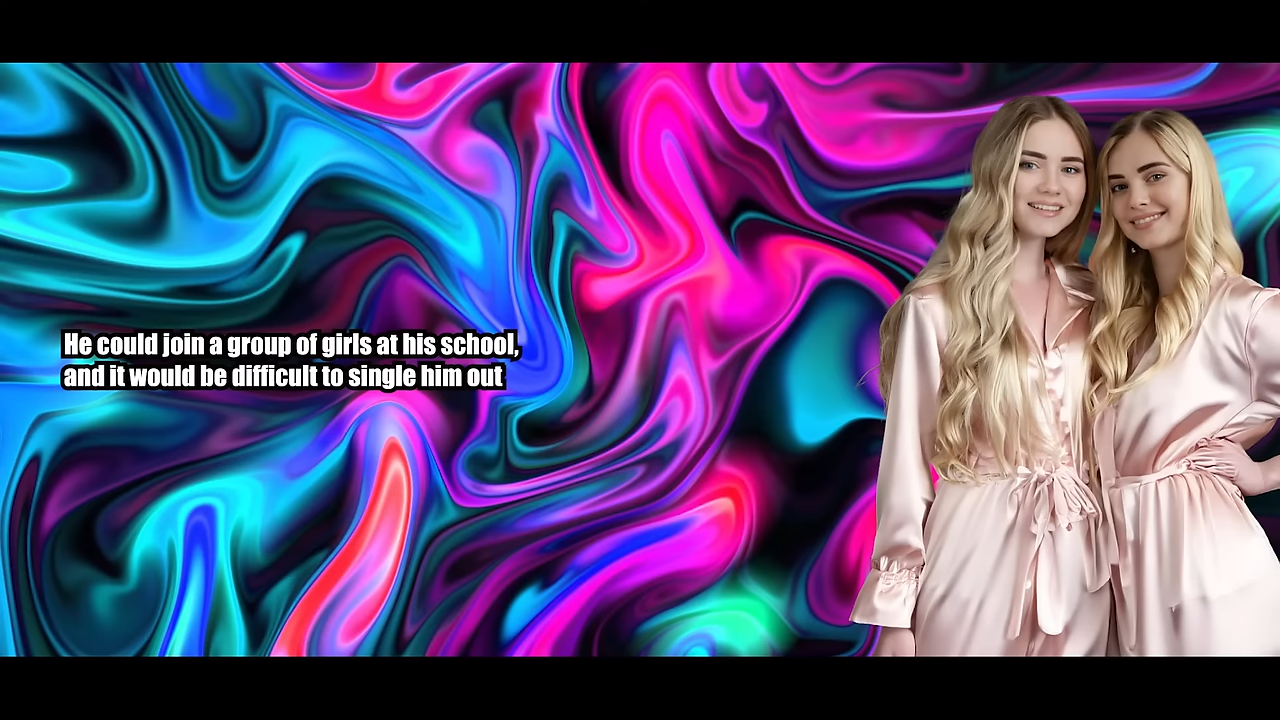 He could join a group of girls at his school,
and it would be difficult to single him out